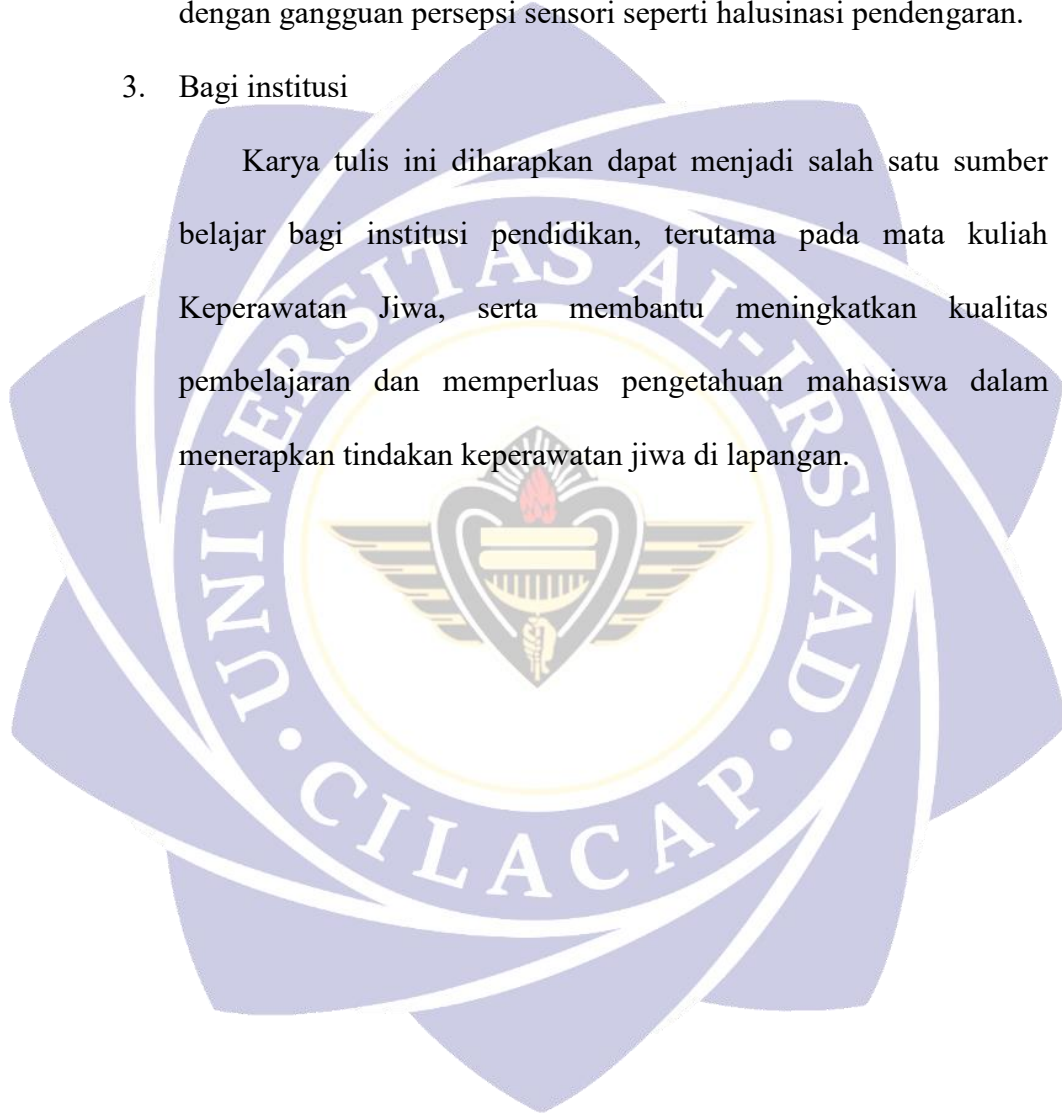 dengan gangguan persepsi sensori seperti halusinasi pendengaran.
3. Bagi institusi
Karya tulis ini diharapkan dapat menjadi salah satu sumber
belajar bagi institusi pendidikan, terutama pada mata kuliah
Keperawatan Jiwa, serta membantu meningkatkan kualitas
pembelajaran dan memperluas pengetahuan mahasiswa dalam
menerapkan tindakan keperawatan jiwa di lapangan.
UNIVERSITAS AL-IRSYAD
CILACAP